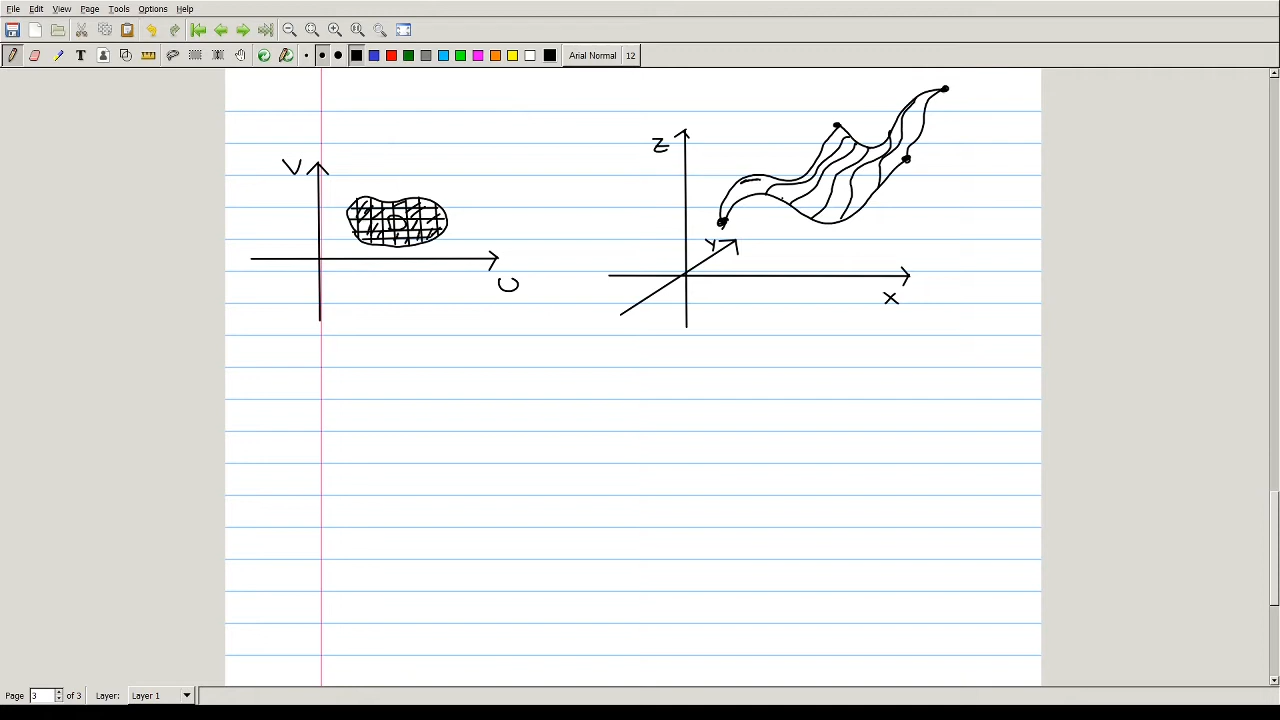 File Edit View Page Tools Options Help
T Arial Normal 12
V
D
U
Z
Y
X
Page 3 of 3 Layer: Layer 1